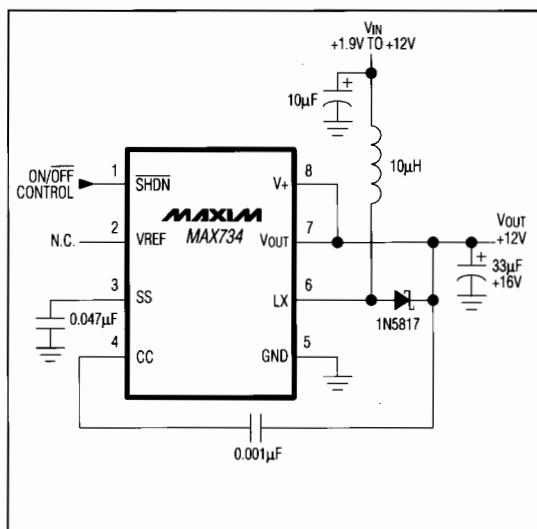 VIN
+1.9V TO +12V
10µF
+
10µH
ON/OFF
CONTROL
1
SHDN
V+
8
MAXIM
MAX734
N.C.
2
VREF
VOUT
7
VOUT
+12V
3
SS
LX
6
+
33µF
+16V
0.047µF
1N5817
4
CC
GND
5
0.001µF